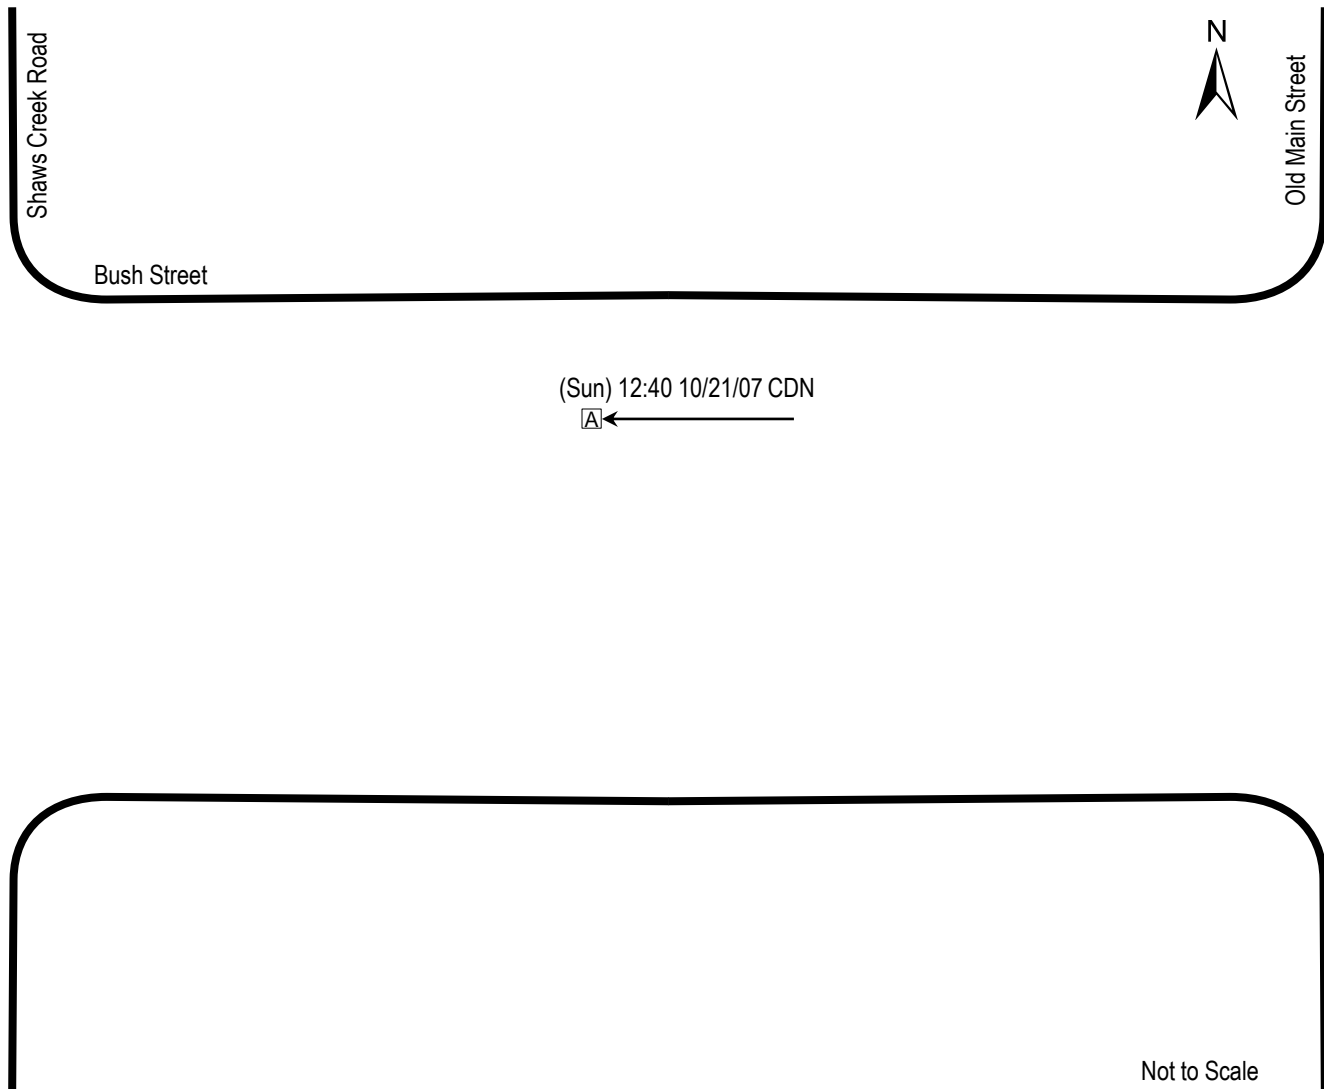 N
Shaws Creek Road
Old Main Street
Bush Street
(Sun) 12:40 10/21/07 CDN
A
Not to Scale